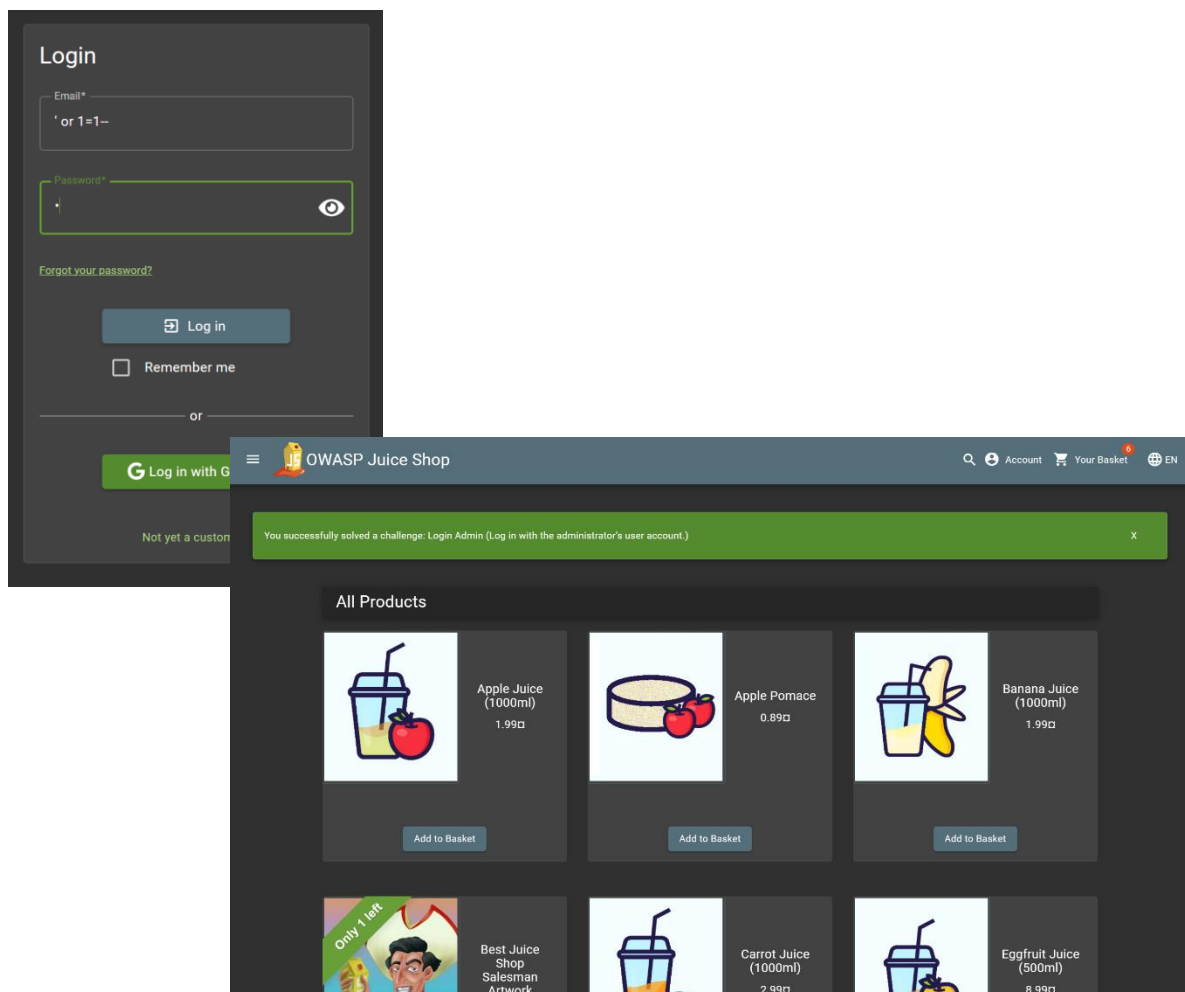 Login
Email*
' or 1=1--
Password*
•
Forgot your password?
Log in
Remember me
or
G Log in with G
Not yet a custom
JS OWASP Juice Shop
Account Your Basket 6 EN
You successfully solved a challenge: Login Admin (Log in with the administrator's user account.) X
All Products
Apple Juice
(1000ml)
1.99¤
Add to Basket
Apple Pomace
0.89¤
Add to Basket
Banana Juice
(1000ml)
1.99¤
Add to Basket
Only 1 left
Best Juice
Shop
Salesman
Artwork
Carrot Juice
(1000ml)
2.99¤
Eggfruit Juice
(500ml)
8.99¤